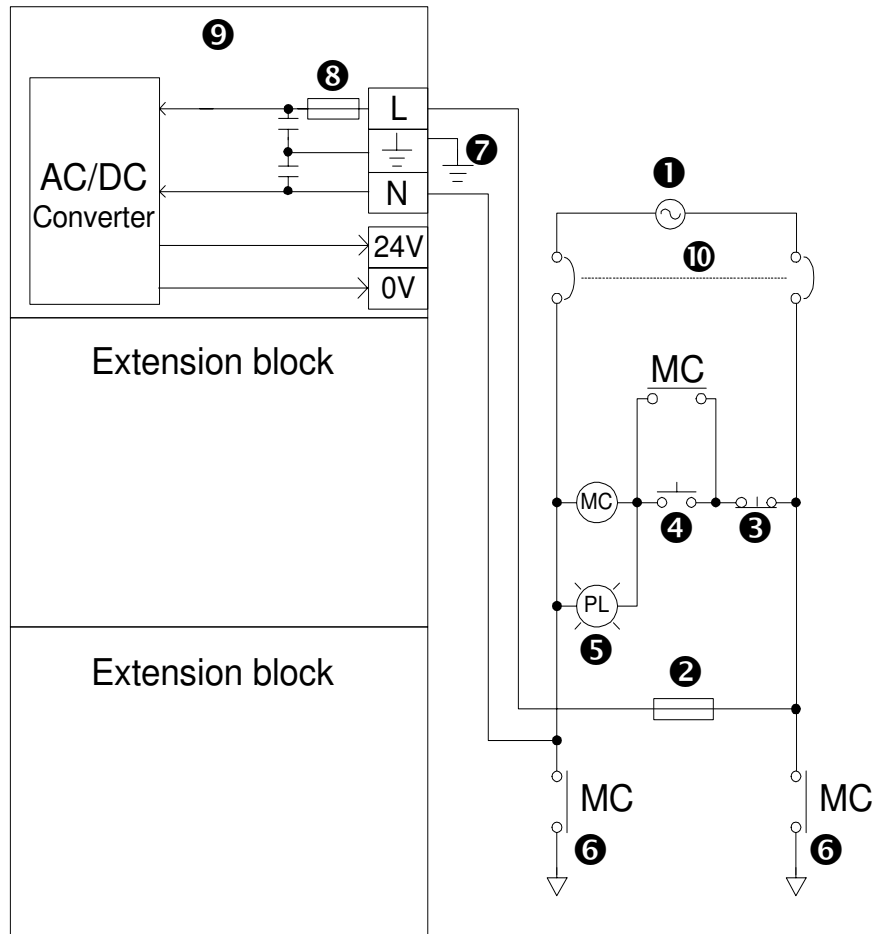 ❾
❽
L
AC/DC
Converter
❼
N
24V
0V
❶
❿
Extension block
MC
MC
❹
❸
PL
❺
Extension block
❷
MC
MC
❻
❻